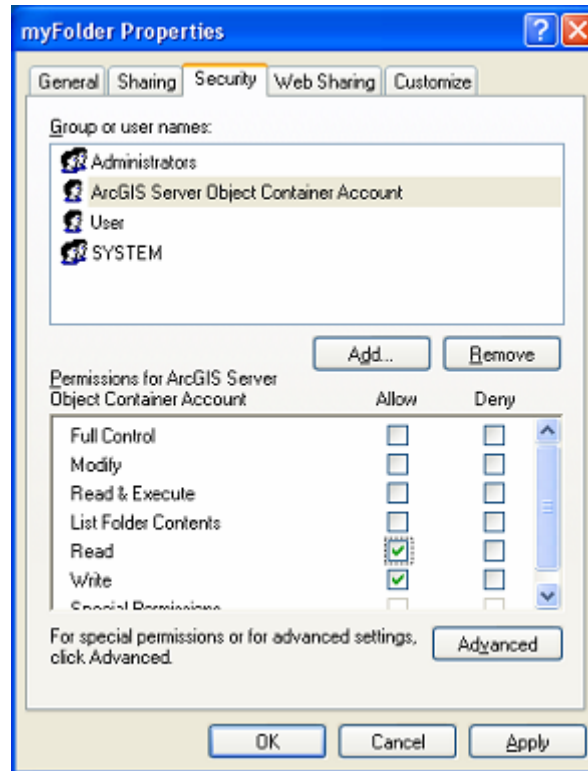 myFolder Properties
General Sharing Security Web Sharing Customize
Group or user names:
Administrators
ArcGIS Server Object Container Account
User
SYSTEM
Add... Remove
Permissions for ArcGIS Server
Object Container Account Allow Deny
Full Control
Modify
Read & Execute
List Folder Contents
Read
Write
Special Permissions
For special permissions or for advanced settings,
click Advanced.
Advanced
OK Cancel Apply